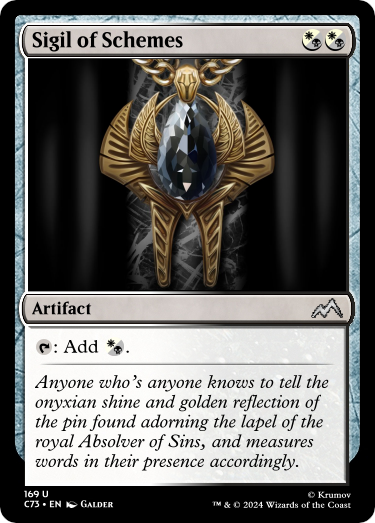 Sigil of Schemes
Artifact
: Add .
Anyone who's anyone knows to tell the
onyxian shine and golden reflection of
the pin found adorning the lapel of the
royal Absolver of Sins, and measures
words in their presence accordingly.
169 U
C73 • EN GALDER
© Krumov
™ & © 2024 Wizards of the Coast